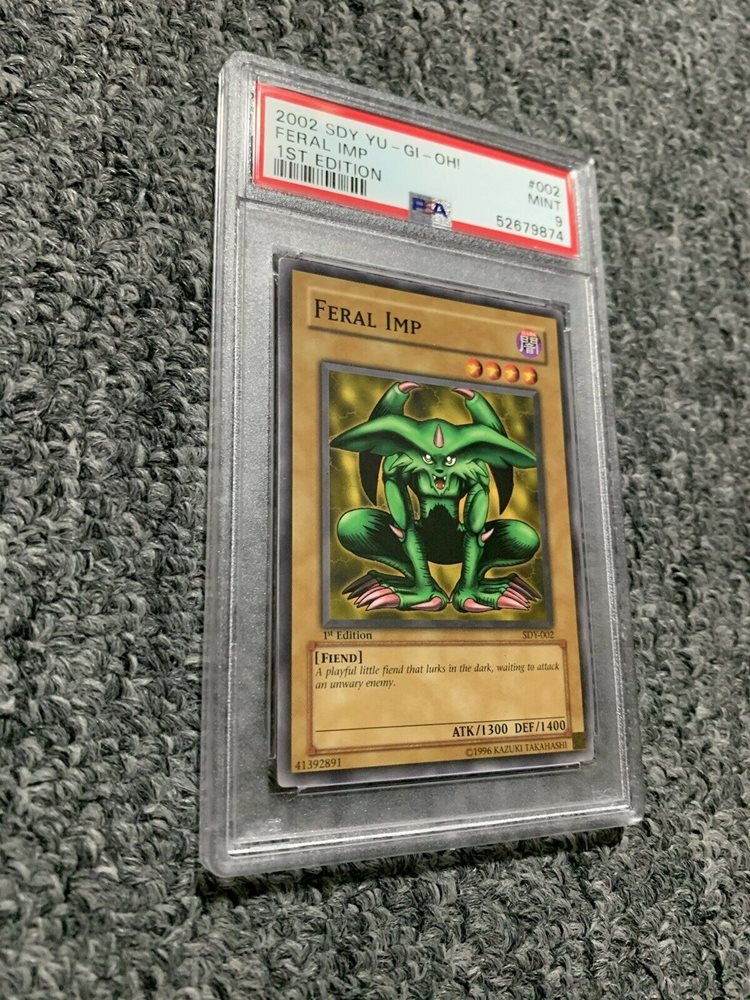 2002 SDY YU-GI-OH!
FERAL IMP
1ST EDITION
#002
MINT
9
52679874
PSA
FERAL IMP
1st Edition
SDY-002
[FIEND]
A playful little fiend that lurks in the dark, waiting to attack
an unwary enemy.
ATK/1300 DEF/1400
41392891
©1996 KAZUKI TAKAHASHI